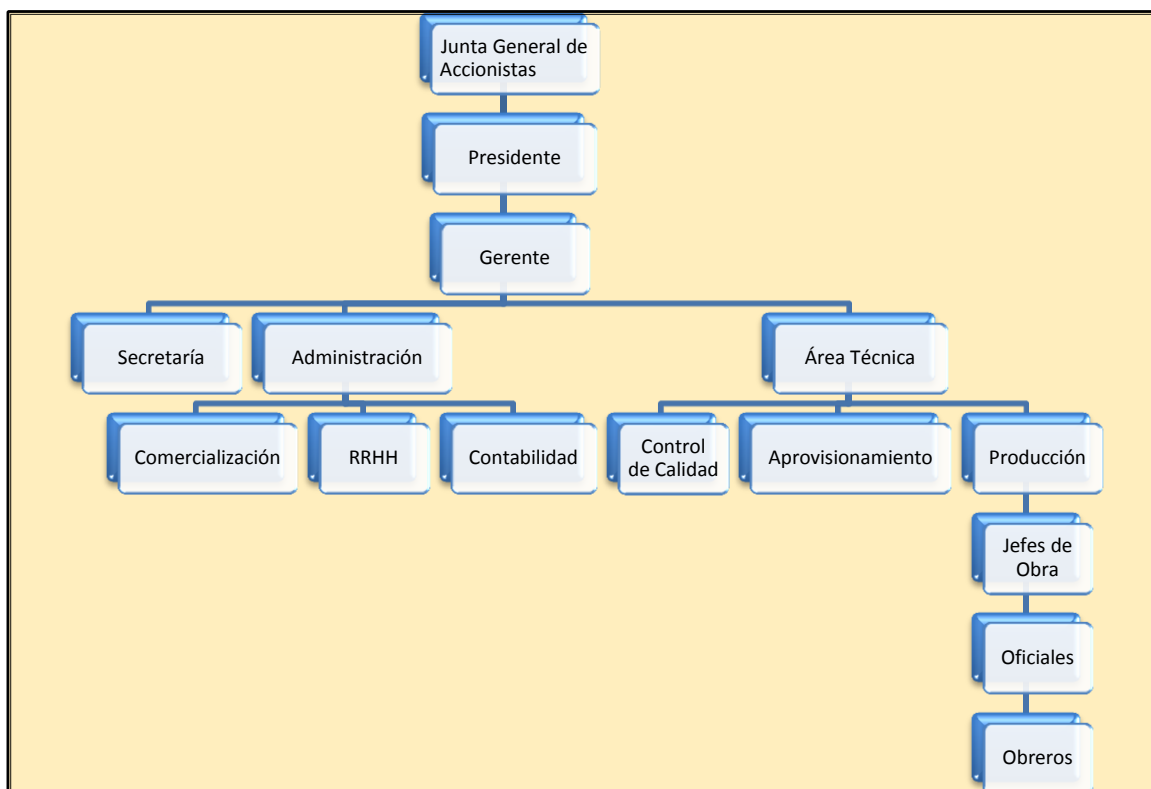 Junta General de
Accionistas
Presidente
Gerente
Secretaría
Administración
Área Técnica
Comercialización
RRHH
Contabilidad
Control
de Calidad
Aprovisionamiento
Producción
Jefes de
Obra
Oficiales
Obreros